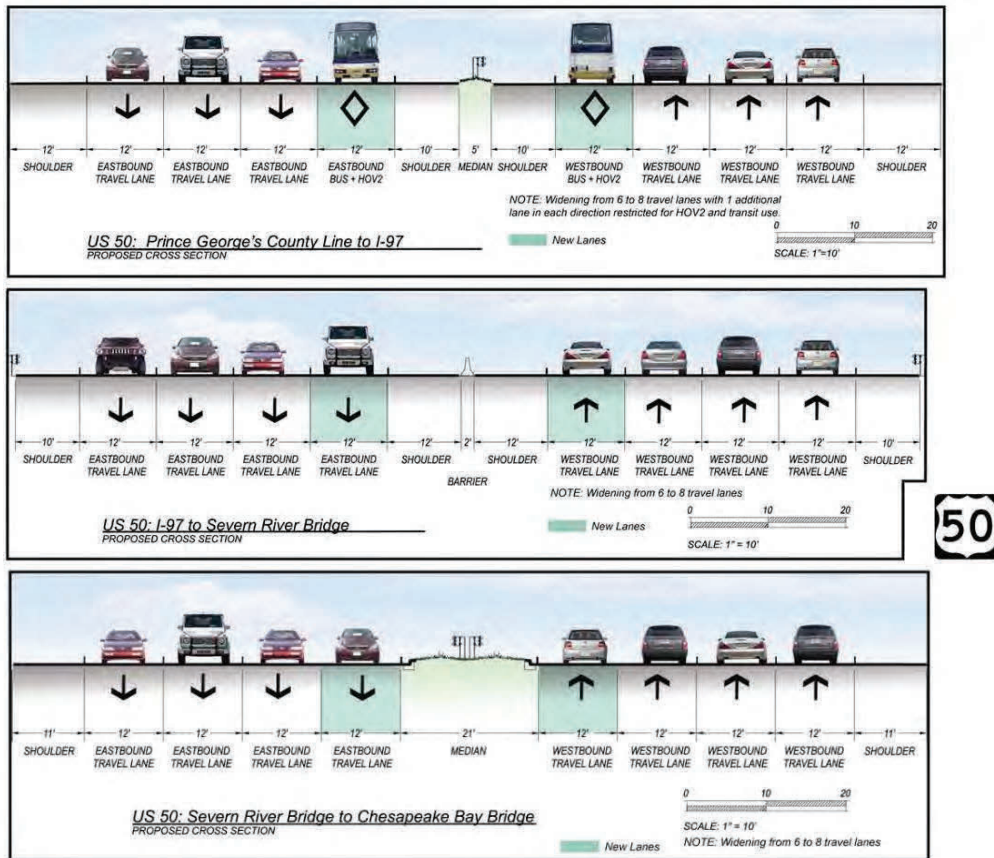 12' 12' 12' 12' 12' 10' 5' 10' 12' 12' 12' 12' 12'
SHOULDER EASTBOUND EASTBOUND EASTBOUND EASTBOUND SHOULDER MEDIAN SHOULDER WESTBOUND WESTBOUND WESTBOUND WESTBOUND SHOULDER
TRAVEL LANE TRAVEL LANE TRAVEL LANE BUS + HOV2 BUS + HOV2 TRAVEL LANE TRAVEL LANE TRAVEL LANE
NOTE: Widening from 6 to 8 travel lanes with 1 additional
lane in each direction restricted for HOV2 and transit use.
US 50: Prince George's County Line to I-97
PROPOSED CROSS SECTION
New Lanes
0 10 20
SCALE: 1"=10'
10' 12' 12' 12' 12' 12' 2' 12' 12' 12' 12' 12' 10'
SHOULDER EASTBOUND EASTBOUND EASTBOUND EASTBOUND SHOULDER SHOULDER WESTBOUND WESTBOUND WESTBOUND WESTBOUND SHOULDER
TRAVEL LANE TRAVEL LANE TRAVEL LANE TRAVEL LANE TRAVEL LANE TRAVEL LANE TRAVEL LANE TRAVEL LANE
BARRIER
NOTE: Widening from 6 to 8 travel lanes
US 50: I-97 to Severn River Bridge
PROPOSED CROSS SECTION
New Lanes
0 10 20
SCALE: 1" = 10'
50
11' 12' 12' 12' 12' 21' 12' 12' 12' 12' 11'
SHOULDER EASTBOUND EASTBOUND EASTBOUND EASTBOUND MEDIAN WESTBOUND WESTBOUND WESTBOUND WESTBOUND SHOULDER
TRAVEL LANE TRAVEL LANE TRAVEL LANE TRAVEL LANE TRAVEL LANE TRAVEL LANE TRAVEL LANE TRAVEL LANE
US 50: Severn River Bridge to Chesapeake Bay Bridge
PROPOSED CROSS SECTION
New Lanes
0 10 20
SCALE: 1" = 10'
NOTE: Widening from 6 to 8 travel lanes